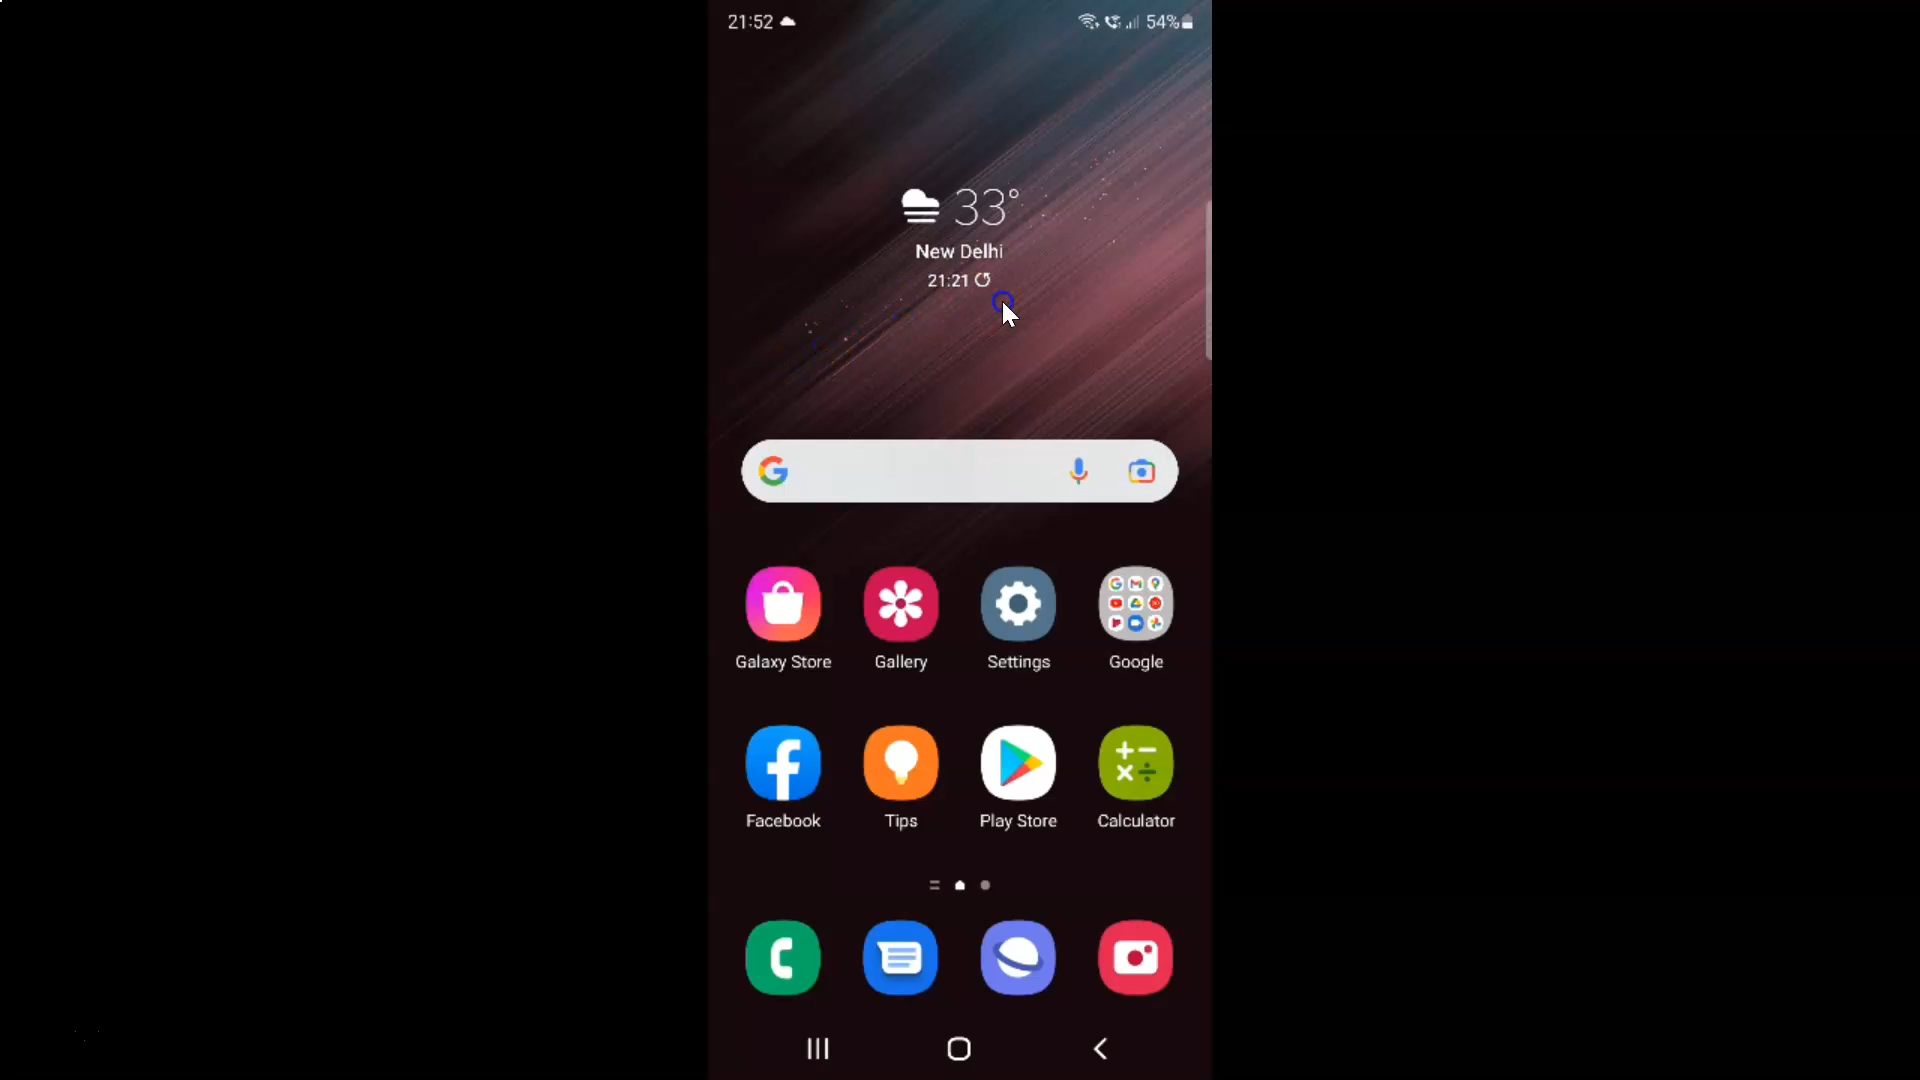 21:52
54%
33°
New Delhi
21:21
Galaxy Store
Gallery
Settings
Google
Facebook
Tips
Play Store
Calculator